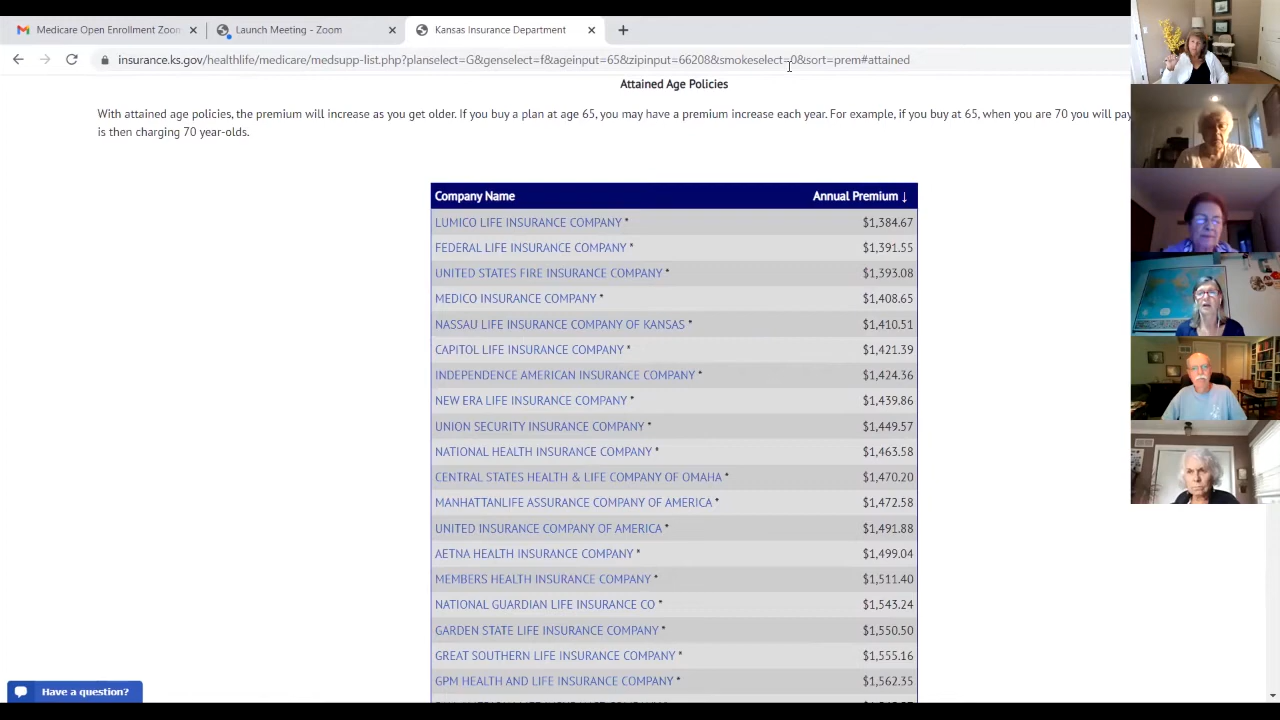 Medicare Open Enrollment Zoom
Launch Meeting - Zoom
Kansas Insurance Department
insurance.ks.gov/healthlife/medicare/medsupp-list.php?planselect=G&genselect=f&ageinput=65&zipinput=66208&smokeselect=0&sort=prem#attained
Attained Age Policies
With attained age policies, the premium will increase as you get older. If you buy a plan at age 65, you may have a premium increase each year. For example, if you buy at 65, when you are 70 you will pay
is then charging 70 year-olds.
Company Name Annual Premium ↓
LUMICO LIFE INSURANCE COMPANY * $1,384.67
FEDERAL LIFE INSURANCE COMPANY * $1,391.55
UNITED STATES FIRE INSURANCE COMPANY * $1,393.08
MEDICO INSURANCE COMPANY * $1,408.65
NASSAU LIFE INSURANCE COMPANY OF KANSAS * $1,410.51
CAPITOL LIFE INSURANCE COMPANY * $1,421.39
INDEPENDENCE AMERICAN INSURANCE COMPANY * $1,424.36
NEW ERA LIFE INSURANCE COMPANY * $1,439.86
UNION SECURITY INSURANCE COMPANY * $1,449.57
NATIONAL HEALTH INSURANCE COMPANY * $1,463.58
CENTRAL STATES HEALTH & LIFE COMPANY OF OMAHA * $1,470.20
MANHATTANLIFE ASSURANCE COMPANY OF AMERICA * $1,472.58
UNITED INSURANCE COMPANY OF AMERICA * $1,491.88
AETNA HEALTH INSURANCE COMPANY * $1,499.04
MEMBERS HEALTH INSURANCE COMPANY * $1,511.40
NATIONAL GUARDIAN LIFE INSURANCE CO * $1,543.24
GARDEN STATE LIFE INSURANCE COMPANY * $1,550.50
GREAT SOUTHERN LIFE INSURANCE COMPANY * $1,555.16
GPM HEALTH AND LIFE INSURANCE COMPANY * $1,562.35
Have a question?